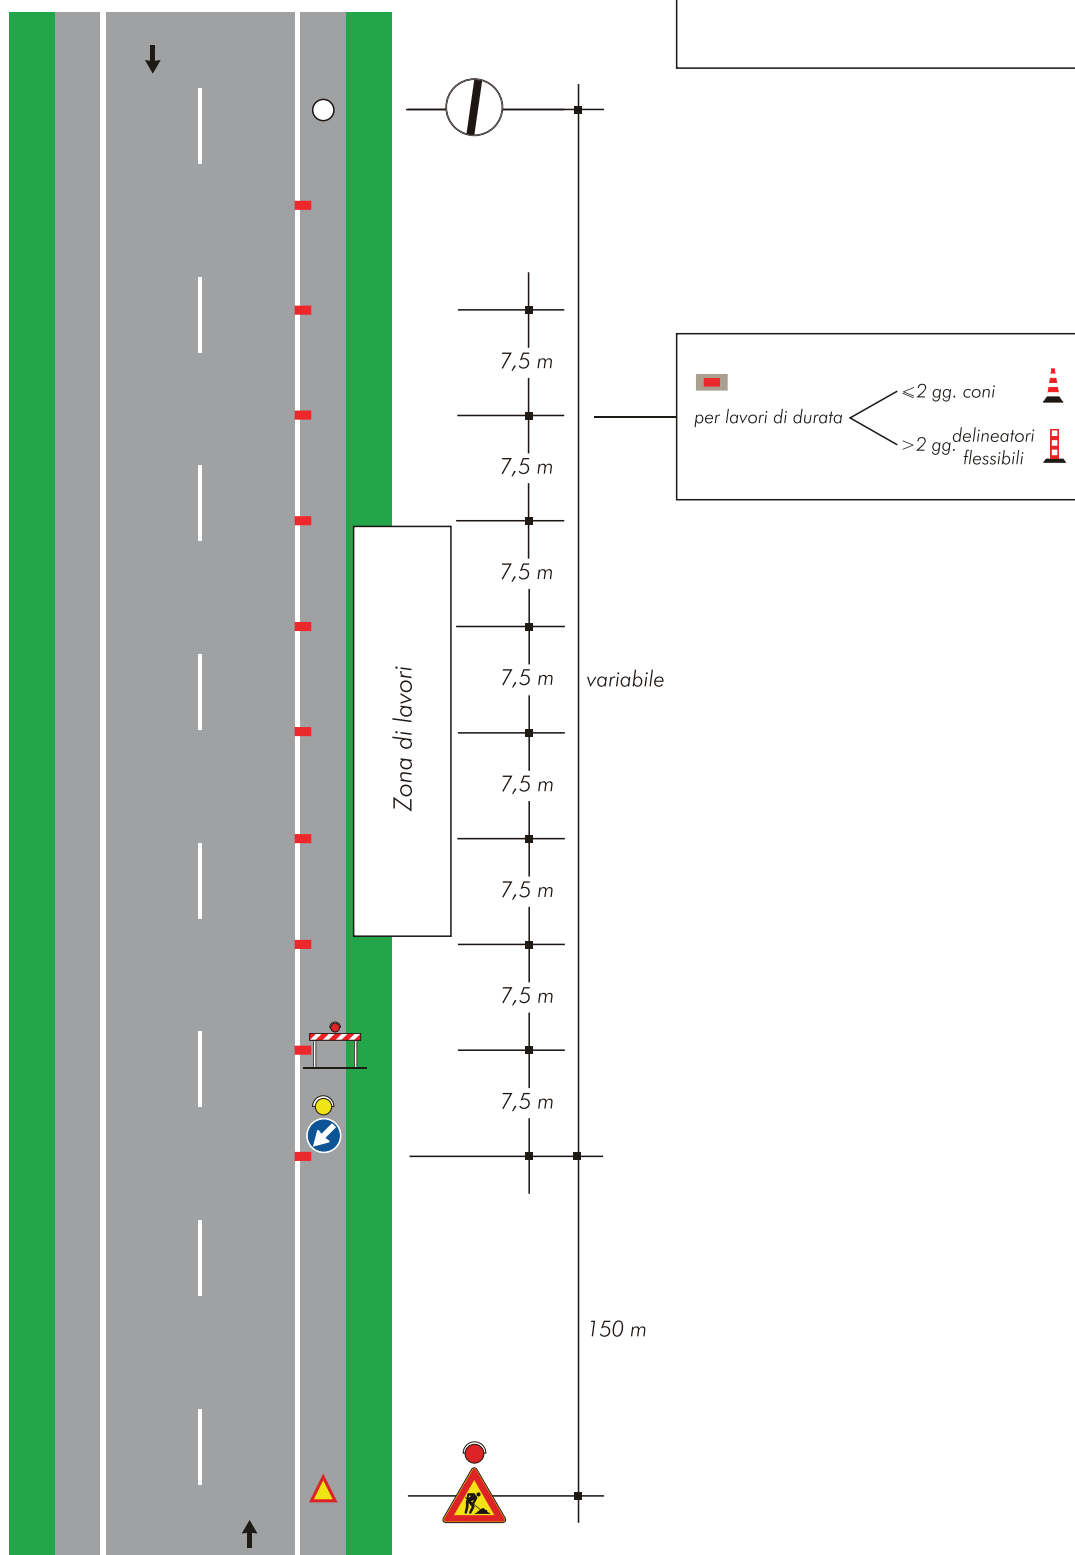 7,5 m
≤2 gg. coni
per lavori di durata
>2 gg. delineatori
flessibili
7,5 m
7,5 m
7,5 m
variabile
Zona di lavori
7,5 m
7,5 m
7,5 m
7,5 m
150 m